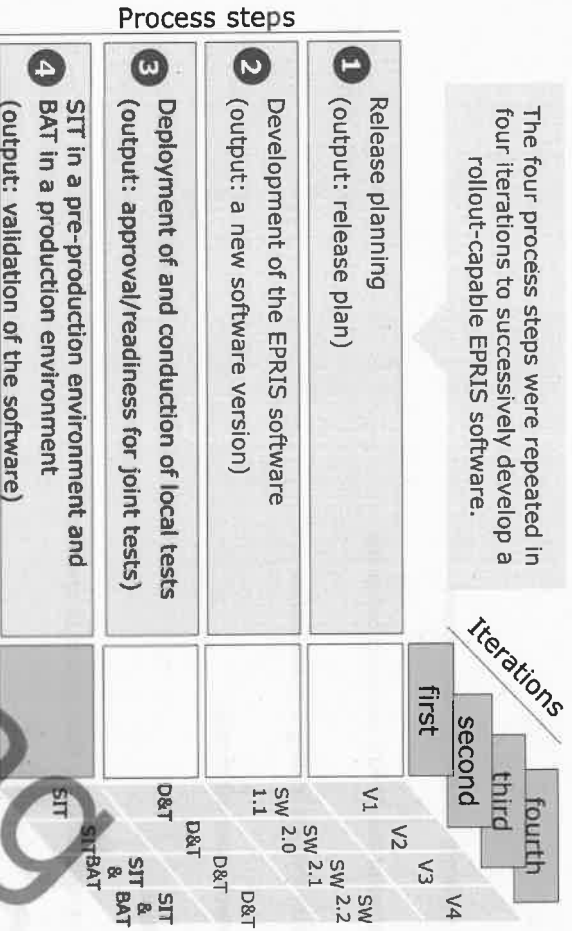 The four process steps were repeated in
four iterations to successively develop a
rollout-capable EPRIS software.
Iterations
first
second
third
fourth
Process steps
1 Release planning
(output: release plan)
V1
V2
V3
V4
2 Development of the EPRIS software
(output: a new software version)
SW
1.1
SW
2.0
SW
2.1
SW
2.2
3 Deployment of and conduction of local tests
(output: approval/readiness for joint tests)
D&T
D&T
D&T
D&T
4 SIT in a pre-production environment and
BAT in a production environment
(output: validation of the software)
SIT
SIT
BAT
SIT
&
BAT
SIT
&
BAT